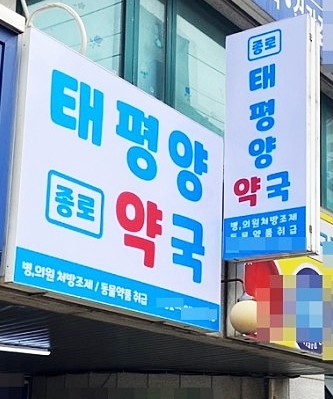 태평양
종로 약국
병,의원 처방조제 / 동물약품 취급
종로
태평양약국
병,의원처방조제
동물약품 취급